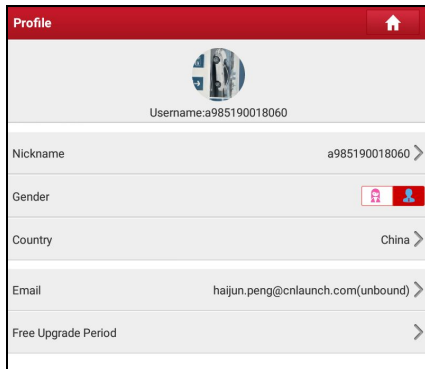 Profile
Username:a985190018060
Nickname a985190018060
Gender
Country China
Email haijun.peng@cnlaunch.com(unbound)
Free Upgrade Period